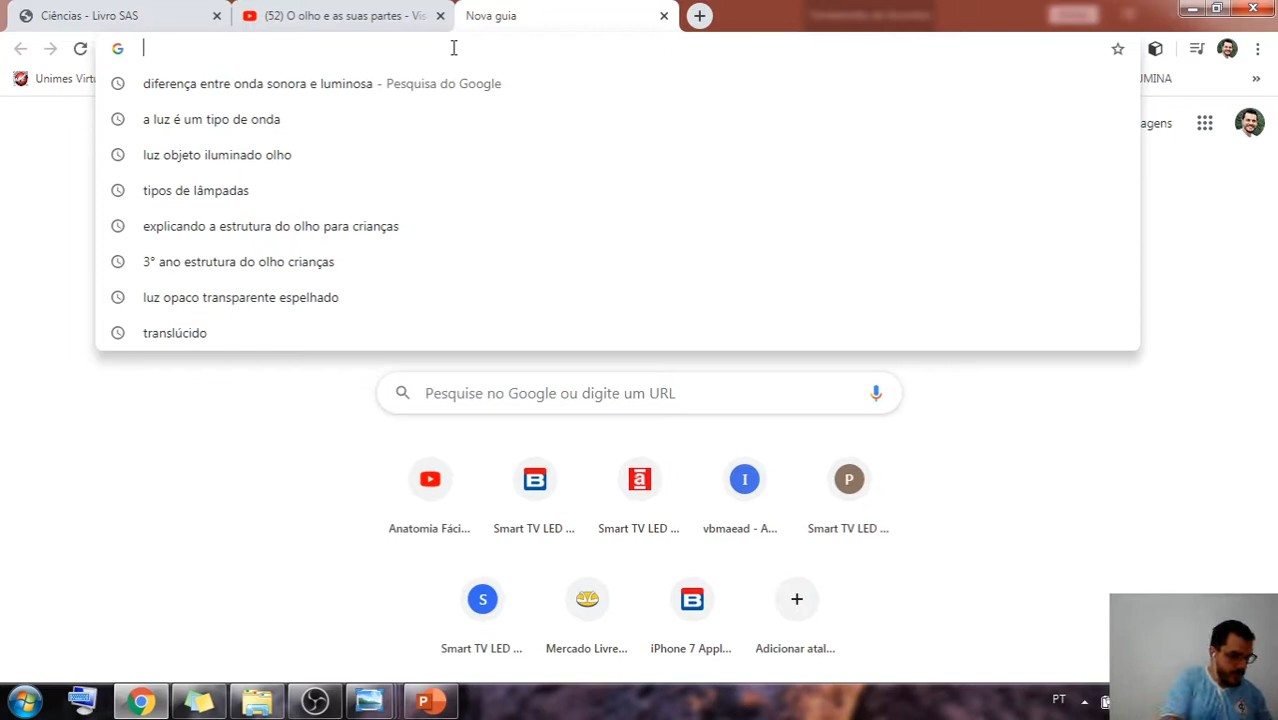 Ciências - Livro SAS
(52) O olho e as suas partes - Vis
Nova guia
Unimes Virtu
UMINA
diferença entre onda sonora e luminosa - Pesquisa do Google
a luz é um tipo de onda
agens
luz objeto iluminado olho
tipos de lâmpadas
explicando a estrutura do olho para crianças
3° ano estrutura do olho crianças
luz opaco transparente espelhado
translúcido
Pesquise no Google ou digite um URL
Anatomia Fáci...
Smart TV LED ...
Smart TV LED ...
vbmaead - A...
Smart TV LED ...
Smart TV LED ...
Mercado Livre...
iPhone 7 Appl...
Adicionar atal...
PT